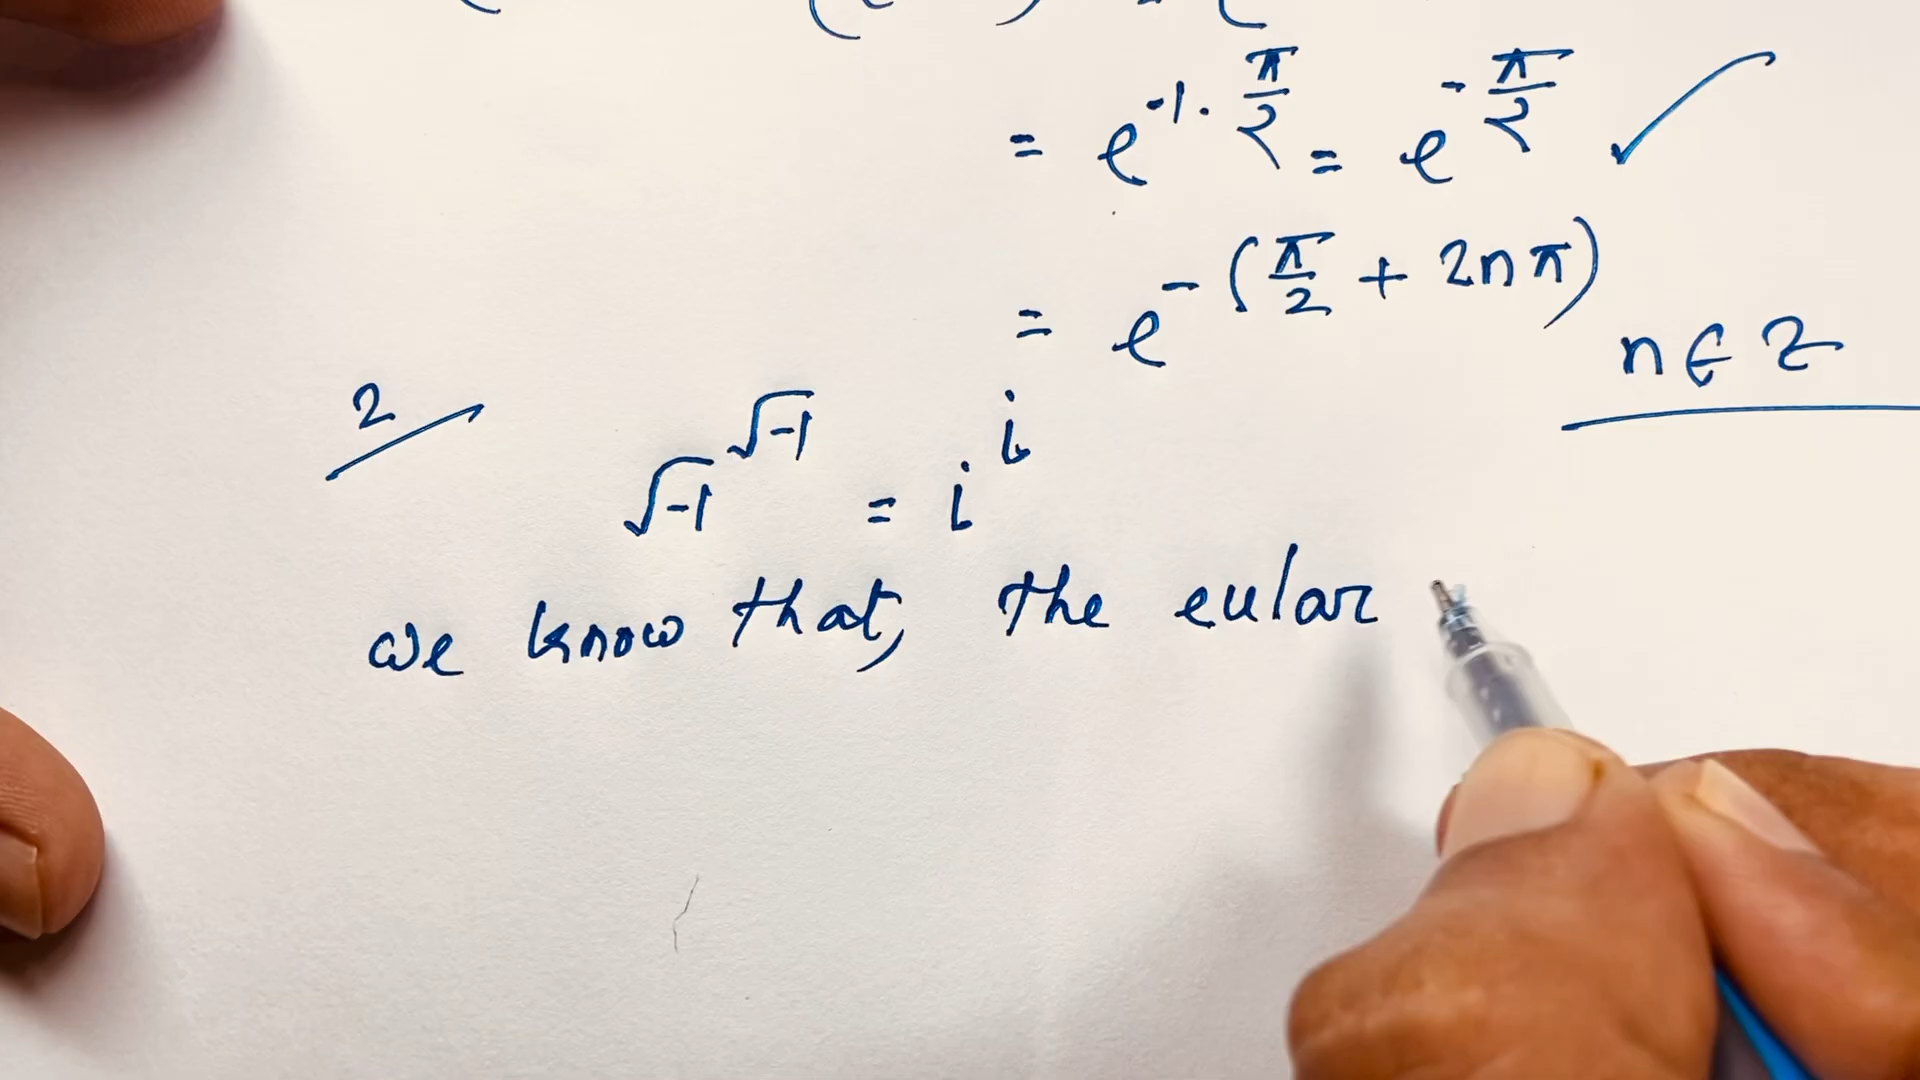 = e^{-1·π/2} = e^{-π/2} ✓
= e^{-(π/2 + 2nπ)}
n ∈ Z
2
√-1^{√-1} = i^i
we know that, the eular